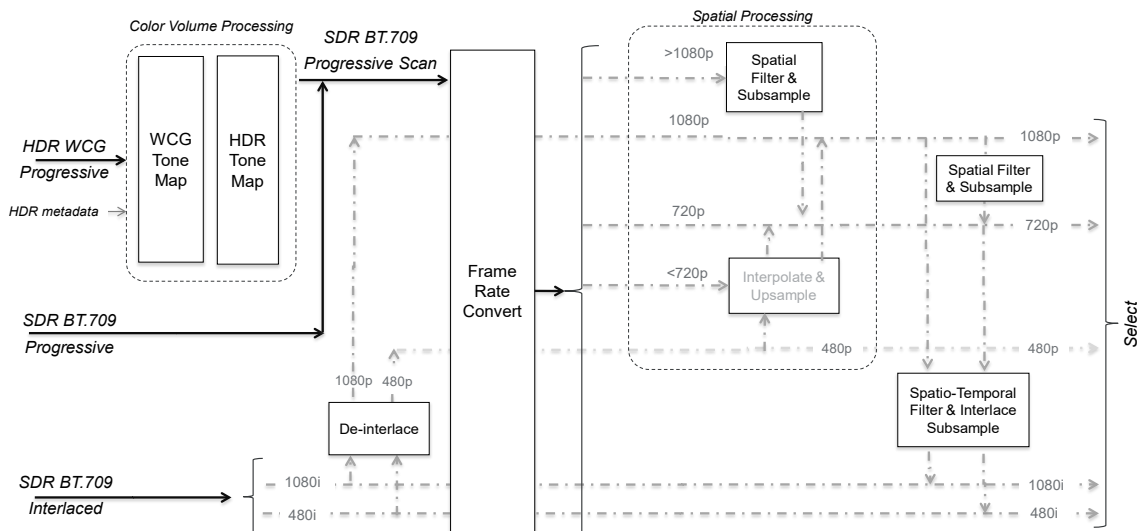 Color Volume Processing
Spatial Processing
SDR BT.709
Progressive Scan
>1080p
Spatial
Filter &
Subsample
1080p
1080p
HDR WCG
Progressive
WCG
Tone
Map
HDR
Tone
Map
Spatial Filter
& Subsample
HDR metadata
720p
720p
Frame
Rate
Convert
<720p
Interpolate &
Upsample
SDR BT.709
Progressive
Select
480p
480p
1080p
480p
De-interlace
Spatio-Temporal
Filter & Interlace
Subsample
SDR BT.709
Interlaced
1080i
1080i
480i
480i